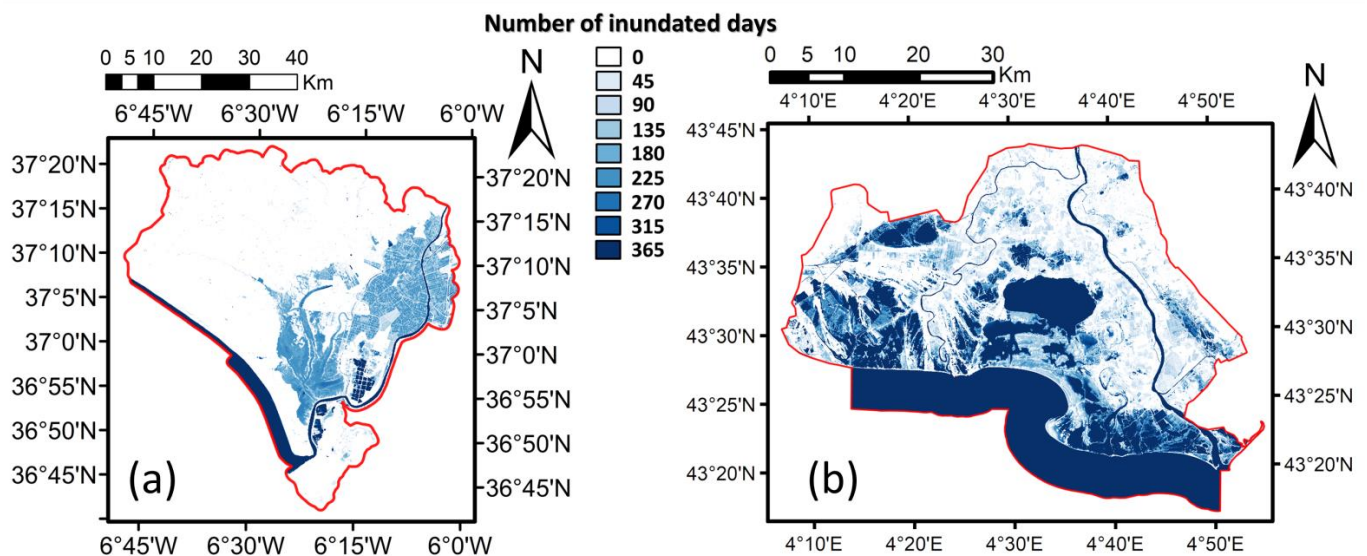 Number of inundated days
0 5 10 20 30 40
Km
N
6°45'W 6°30'W 6°15'W 6°0'W
37°20'N
37°15'N
37°10'N
37°5'N
37°0'N
36°55'N
36°50'N
36°45'N
37°20'N
37°15'N
37°10'N
37°5'N
37°0'N
36°55'N
36°50'N
36°45'N
(a)
6°45'W 6°30'W 6°15'W 6°0'W
0
45
90
135
180
225
270
315
365
0 5 10 20 30
Km
N
4°10'E 4°20'E 4°30'E 4°40'E 4°50'E
43°45'N
43°40'N
43°35'N
43°30'N
43°25'N
43°20'N
43°40'N
43°35'N
43°30'N
43°25'N
43°20'N
(b)
4°10'E 4°20'E 4°30'E 4°40'E 4°50'E